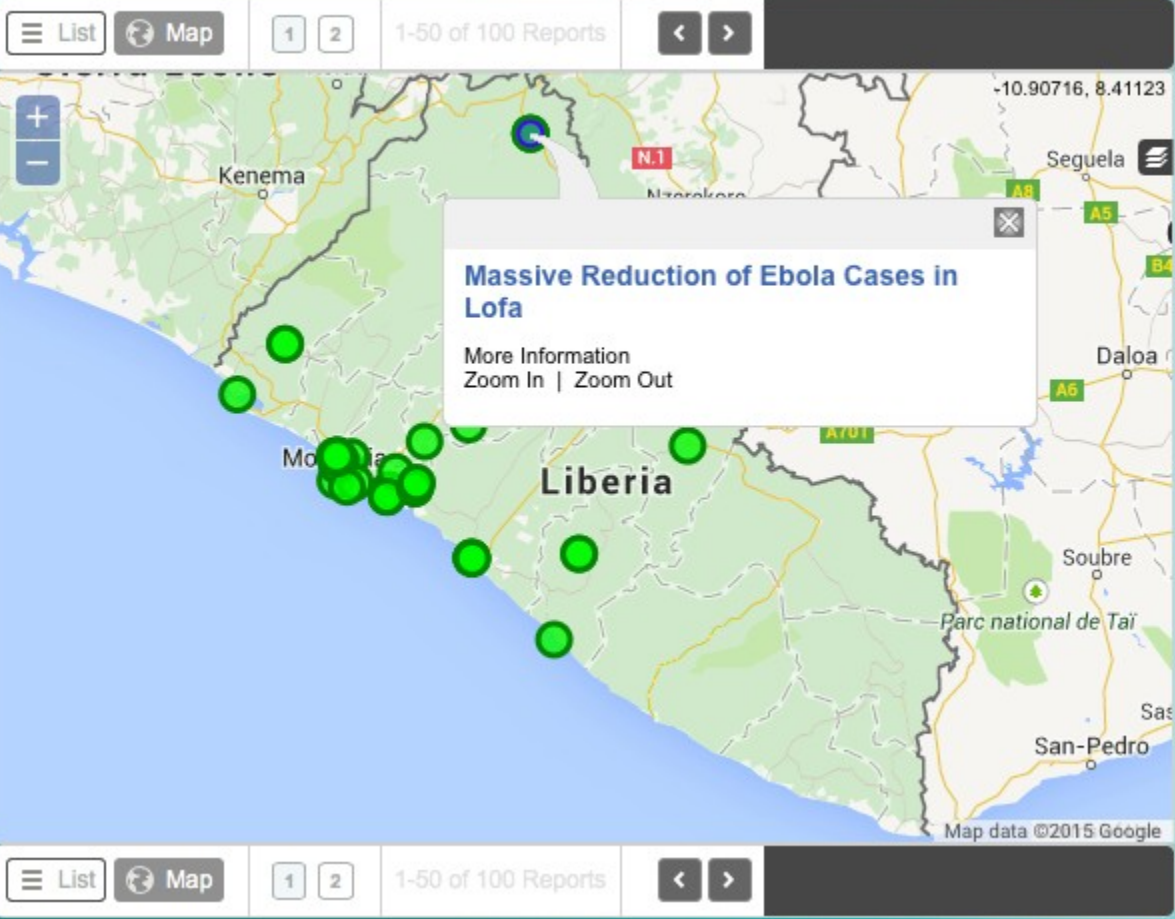 List Map 1 2 1-50 of 100 Reports
-10.90716, 8.41123
+
Kenema
N.1
Seguela
A8
A5
Massive Reduction of Ebola Cases in
Lofa
More Information
Zoom In | Zoom Out
B4
Daloa
A6
A701
Liberia
Soubre
Parc national de Taï
San-Pedro
Map data ©2015 Google
List Map 1 2 1-50 of 100 Reports